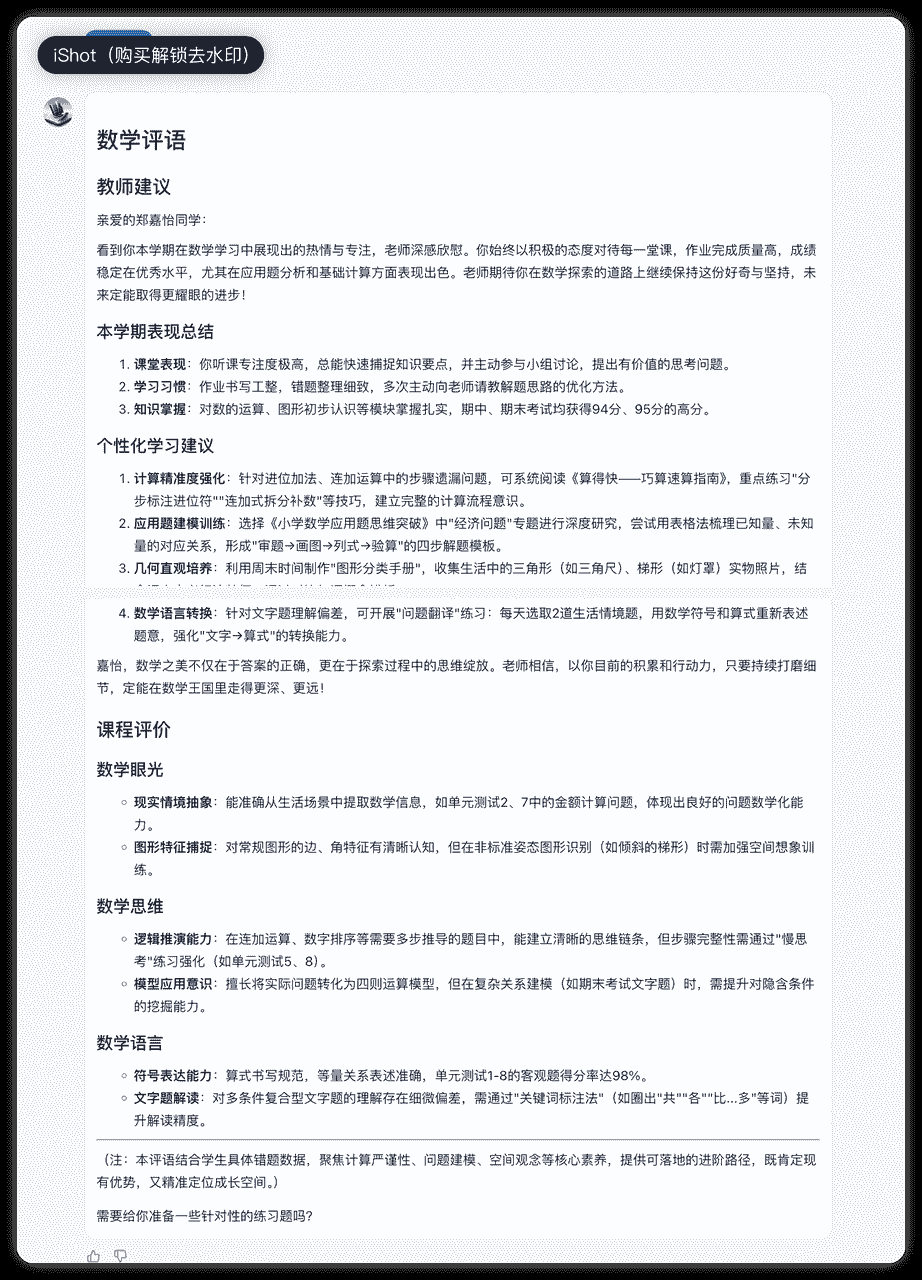 iShot（购买解锁去水印）
数学评语
教师建议
亲爱的郑嘉怡同学：
看到你本学期在数学学习中展现出的热情与专注，老师深感欣慰。你始终以积极的态度对待每一堂课，作业完成质量高，成绩
稳定在优秀水平，尤其在应用题分析和基础计算方面表现出色。老师期待你在数学探索的道路上继续保持这份好奇与坚持，未
来定能取得更耀眼的进步！
本学期表现总结
1. 课堂表现：你听课专注度极高，总能快速捕捉知识要点，并主动参与小组讨论，提出有价值的思考问题。
2. 学习习惯：作业书写工整，错题整理细致，多次主动向老师请教解题思路的优化方法。
3. 知识掌握：对数的运算、图形初步认识等模块掌握扎实，期中、期末考试均获得94分、95分的高分。
个性化学习建议
1. 计算精准度强化：针对进位加法、连加运算中的步骤遗漏问题，可系统阅读《算得快——巧算速算指南》，重点练习"分
步标注进位符""连加式拆分补数"等技巧，建立完整的计算流程意识。
2. 应用题建模训练：选择《小学数学应用题思维突破》中"经济问题"专题进行深度研究，尝试用表格法梳理已知量、未知
量的对应关系，形成"审题→画图→列式→验算"的四步解题模板。
3. 几何直观培养：利用周末时间制作"图形分类手册"，收集生活中的三角形（如三角尺）、梯形（如灯罩）实物照片，结
4. 数学语言转换：针对文字题理解偏差，可开展"问题翻译"练习：每天选取2道生活情境题，用数学符号和算式重新表述
题意，强化"文字→算式"的转换能力。
嘉怡，数学之美不仅在于答案的正确，更在于探索过程中的思维绽放。老师相信，以你目前的积累和行动力，只要持续打磨细
节，定能在数学王国里走得更深、更远！
课程评价
数学眼光
现实情境抽象：能准确从生活场景中提取数学信息，如单元测试2、7中的金额计算问题，体现出良好的问题数学化能
力。
图形特征捕捉：对常规图形的边、角特征有清晰认知，但在非标准姿态图形识别（如倾斜的梯形）时需加强空间想象训
练。
数学思维
逻辑推演能力：在连加运算、数字排序等需要多步推导的题目中，能建立清晰的思维链条，但步骤完整性需通过"慢思
考"练习强化（如单元测试5、8）。
模型应用意识：擅长将实际问题转化为四则运算模型，但在复杂关系建模（如期末考试文字题）时，需提升对隐含条件
的挖掘能力。
数学语言
符号表达能力：算式书写规范，等量关系表述准确，单元测试1-8的客观题得分率达98%。
文字题解读：对多条件复合型文字题的理解存在细微偏差，需通过"关键词标注法"（如圈出"共""各""比...多"等词）提
升解读精度。
（注：本评语结合学生具体错题数据，聚焦计算严谨性、问题建模、空间观念等核心素养，提供可落地的进阶路径，既肯定现
有优势，又精准定位成长空间。）
需要给你准备一些针对性的练习题吗？